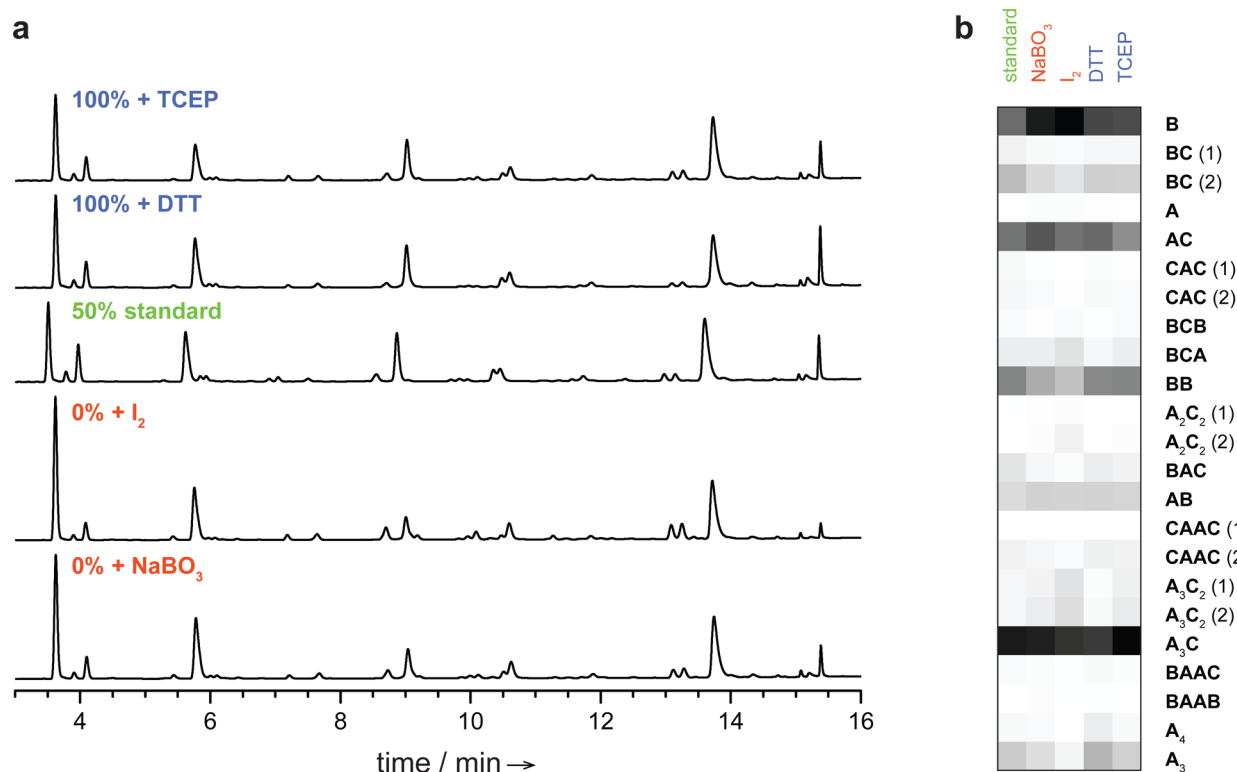 a
100% + TCEP
100% + DTT
50% standard
0% + I₂
0% + NaBO₃
4 6 8 10 12 14 16
time / min →
b
standard NaBO₃ I₂ DTT TCEP
B
BC (1)
BC (2)
A
AC
CAC (1)
CAC (2)
BCB
BCA
BB
A₂C₂ (1)
A₂C₂ (2)
BAC
AB
CAAC (1
CAAC (2
A₃C₂ (1)
A₃C₂ (2)
A₃C
BAAC
BAAB
A₄
A₃